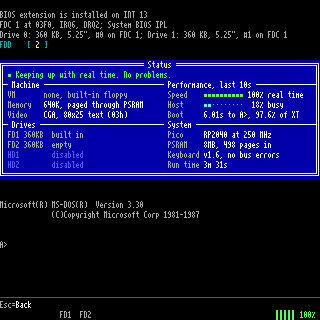 BIOS extension is installed on INT 13
FDC 1 at 03F0, IRQ6, DRQ2; System BIOS IPL
Drive 0: 360 KB, 5.25", #0 on FDC 1; Drive 1: 360 KB, 5.25", #1 on FDC 1
FDD [ 2 ]
Status
Keeping up with real time. No problems.
Machine
VM none, built-in floppy
Memory 640K, paged through PSRAM
Video CGA, 80x25 text (03h)
Performance, last 10s
Speed 100% real time
Host 18% busy
Boot 6.01s to A>, 97.6% of XT
Drives
FD1 360KB built in
FD2 360KB empty
HD1 disabled
HD2 disabled
System
Pico RP2040 at 250 MHz
PSRAM 8MB, 498 pages in
Keyboard v1.6, no bus errors
Run time 3m 31s
Microsoft(R) MS-DOS(R) Version 3.30
(C)Copyright Microsoft Corp 1981-1987
A>
Esc=Back
FD1 FD2 100%